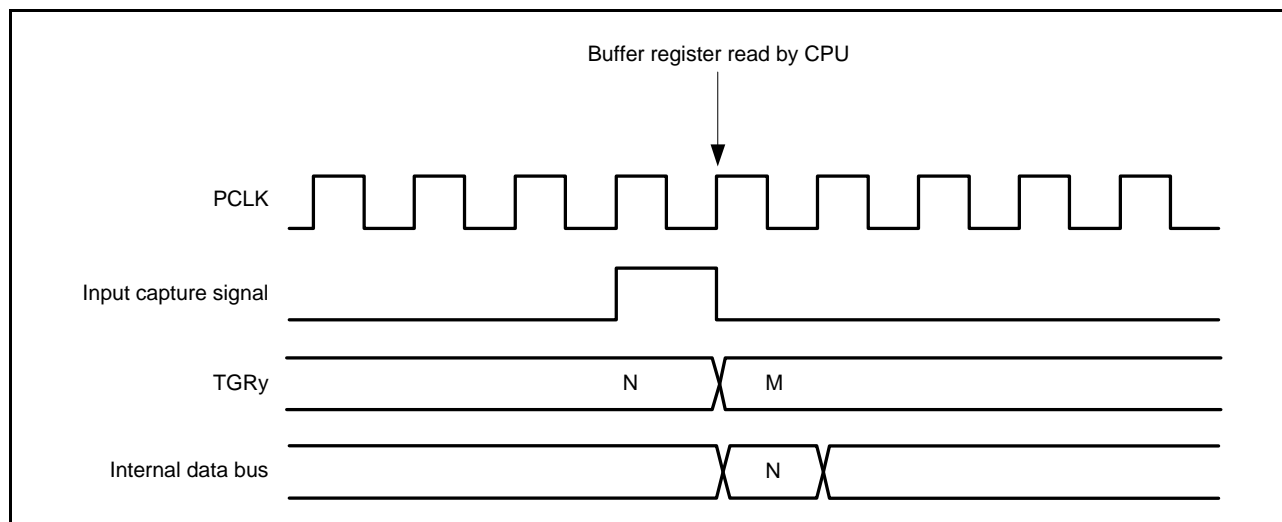 Buffer register read by CPU
PCLK
Input capture signal
TGRy
N
M
Internal data bus
N